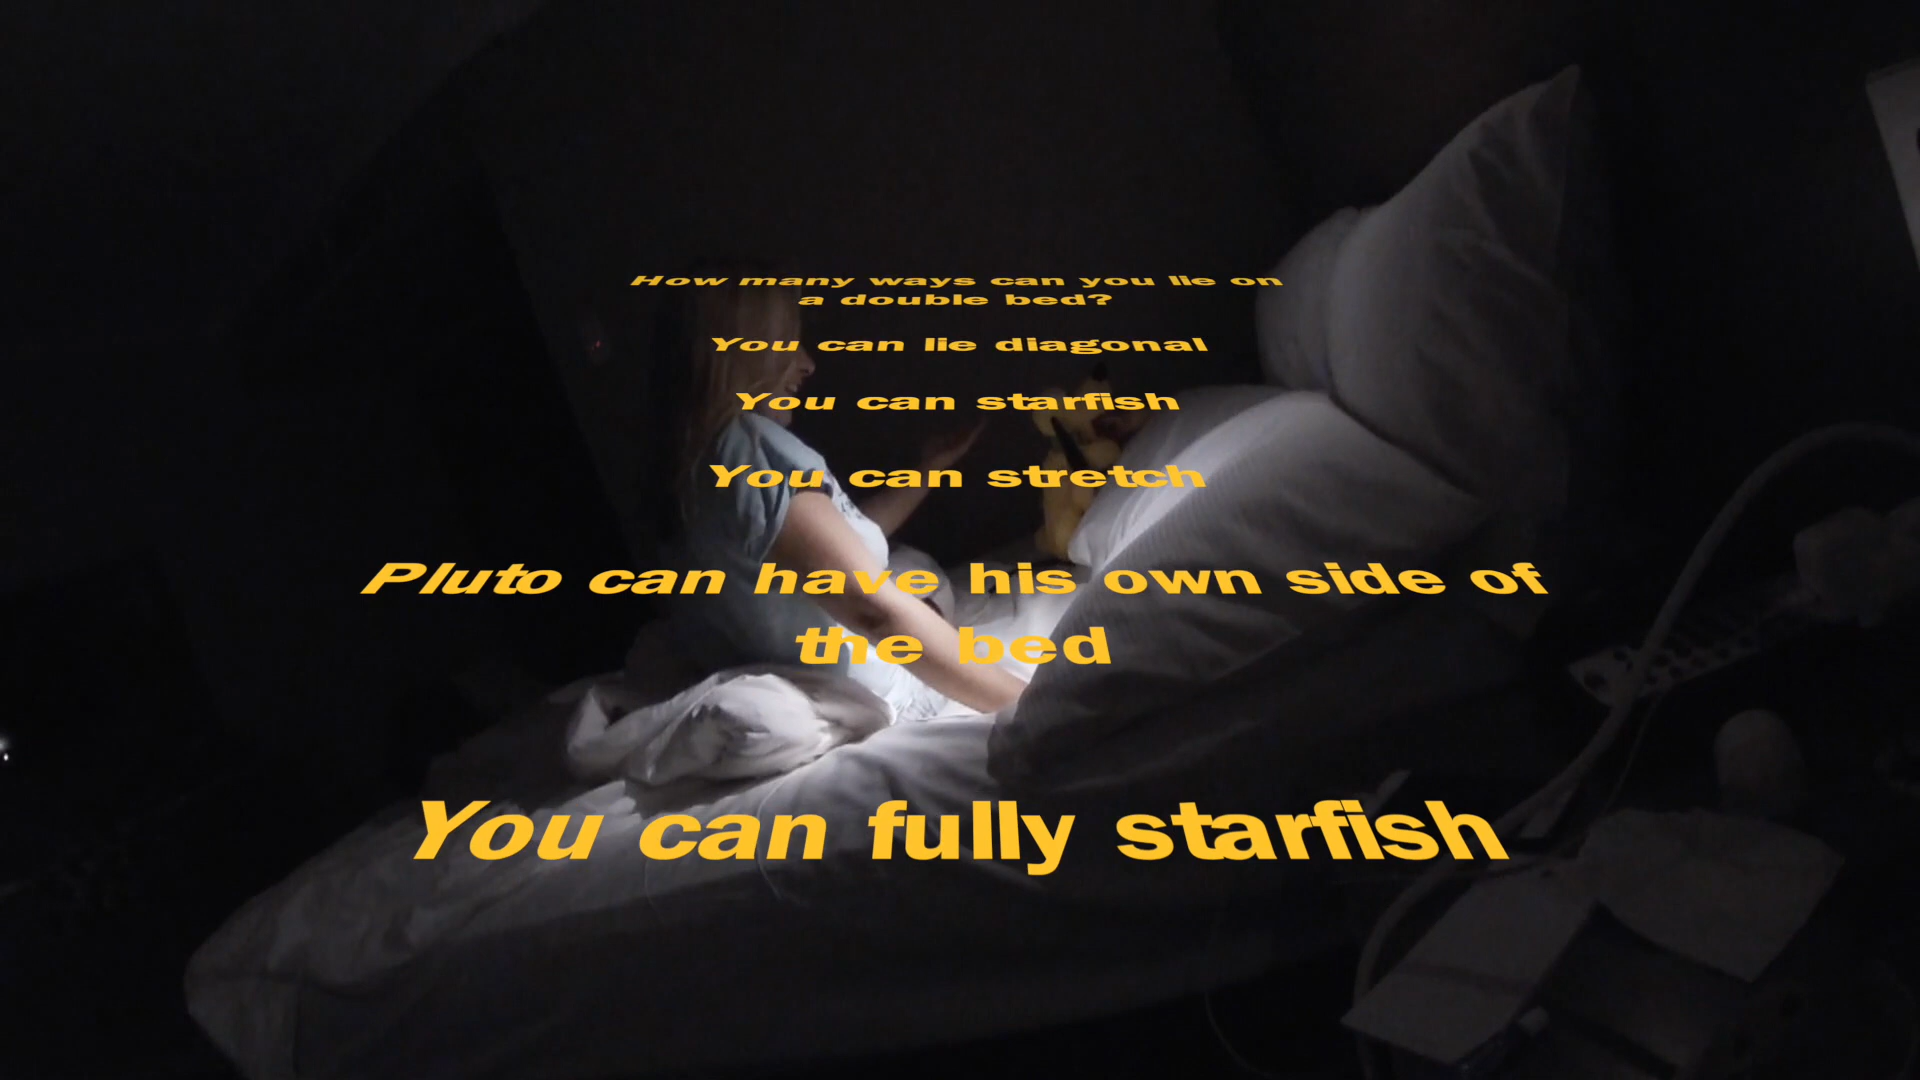 How many ways can you lie on
a double bed?
You can lie diagonal
You can starfish
You can stretch
Pluto can have his own side of
the bed
You can fully starfish